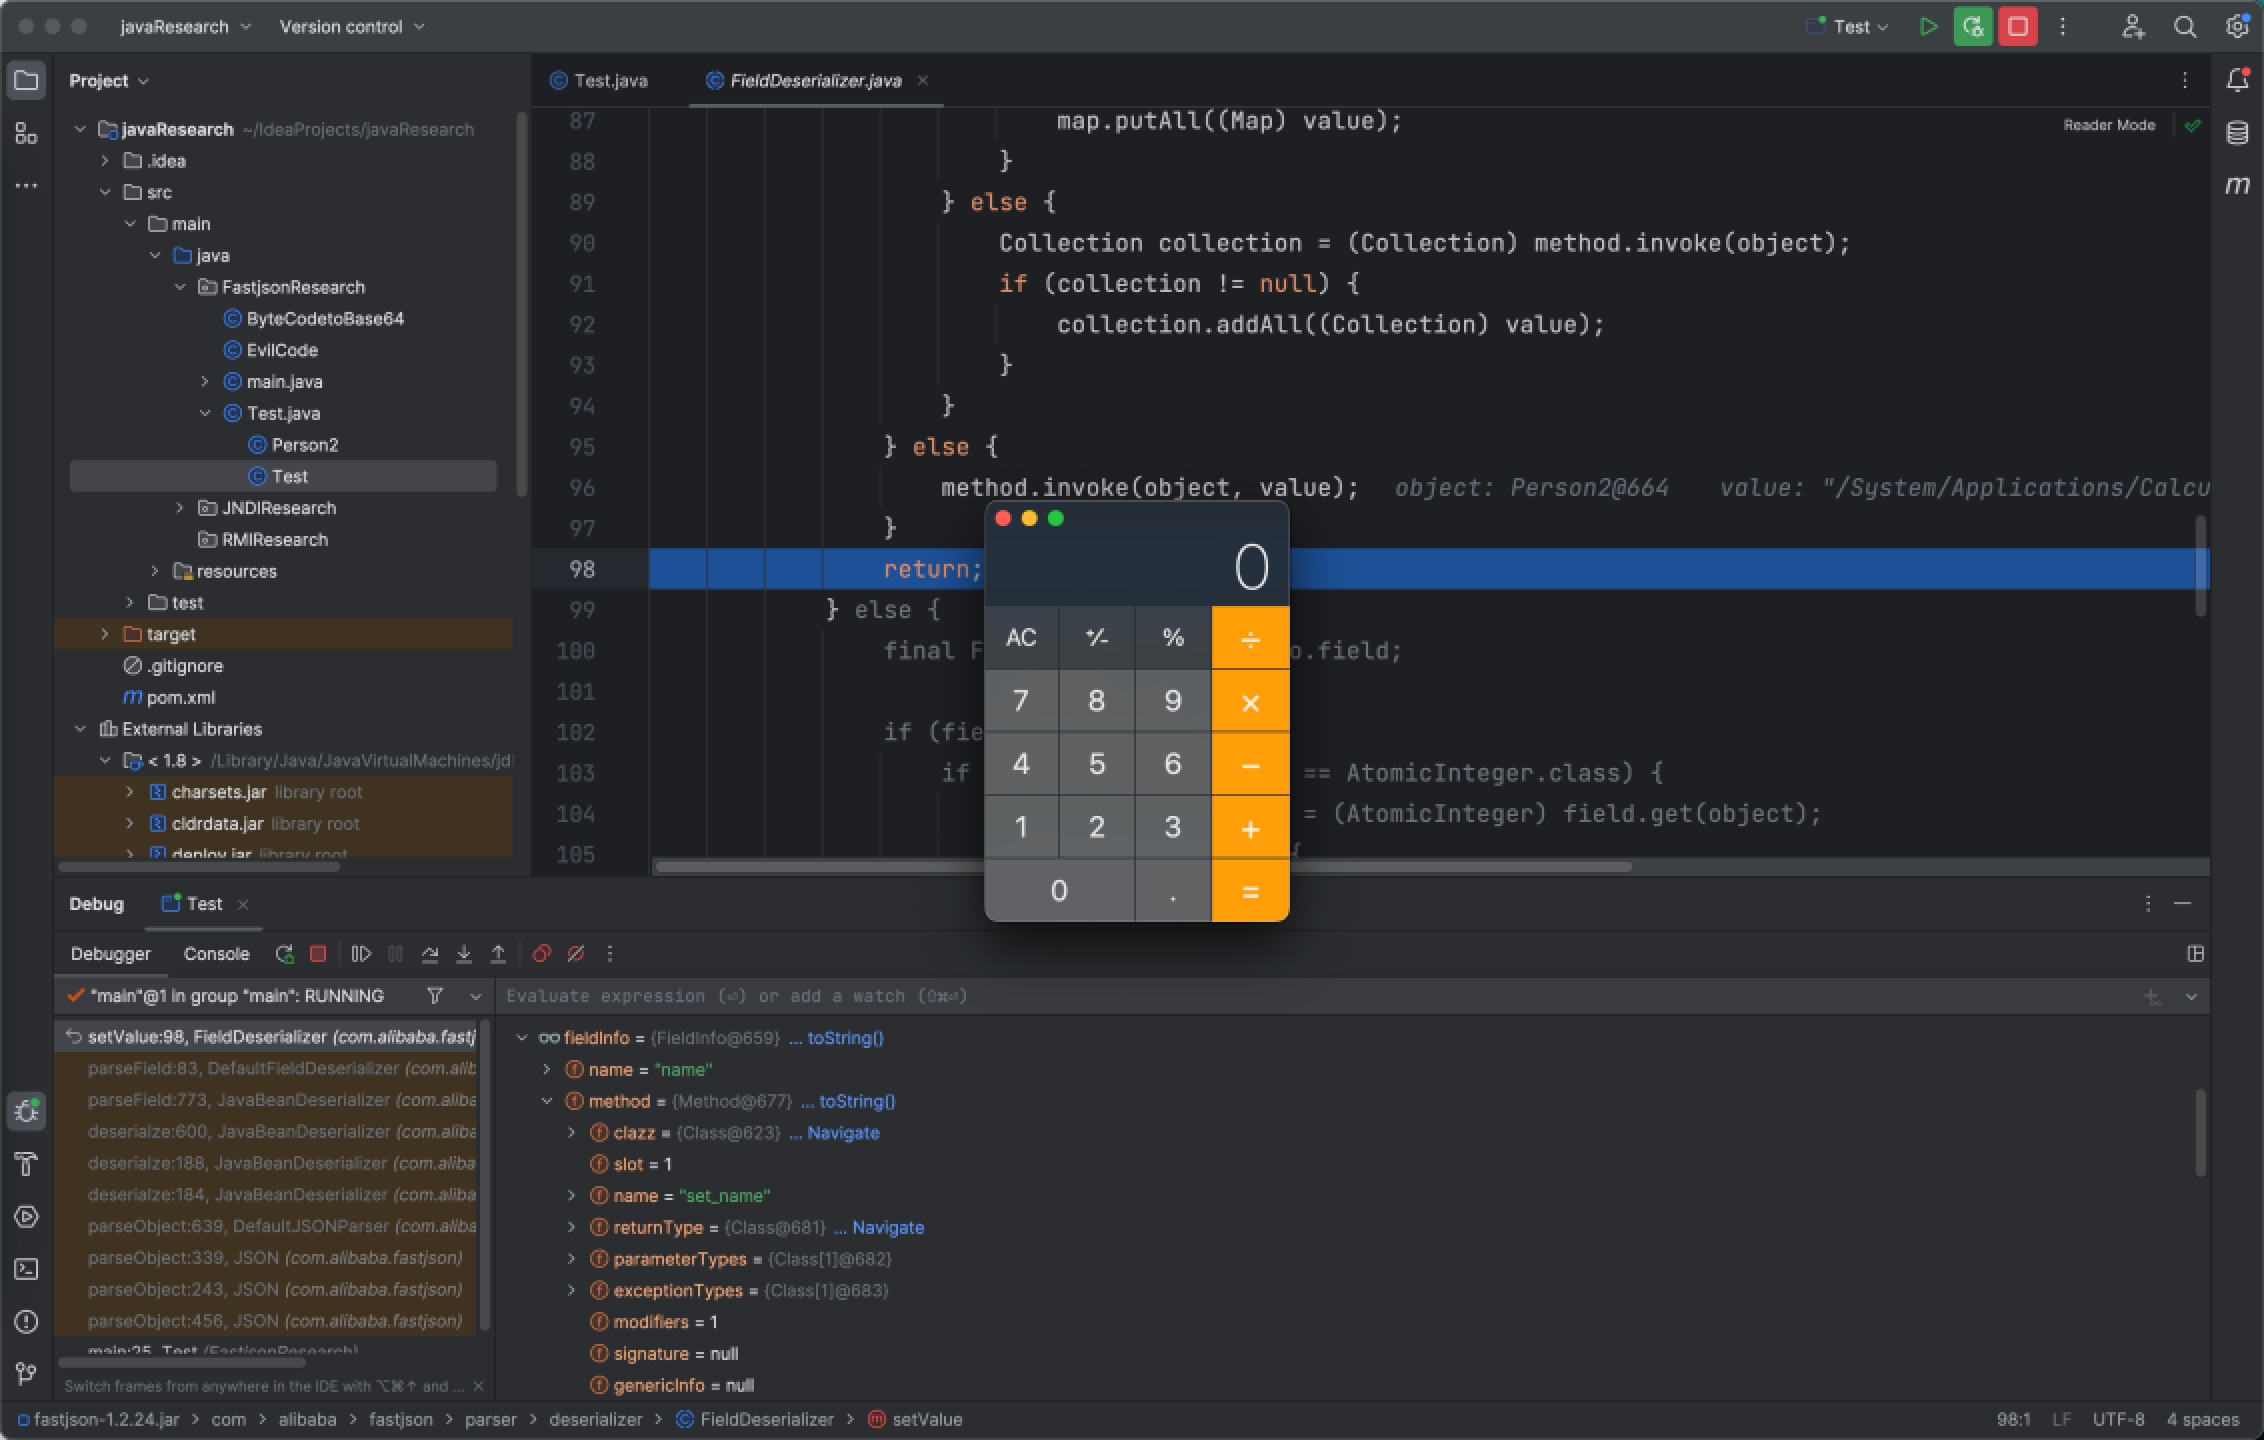 javaResearch Version control Test
Project
javaResearch ~/IdeaProjects/javaResearch
.idea
src
main
java
FastjsonResearch
ByteCodetoBase64
EvilCode
main.java
Test.java
Person2
Test
JNDIResearch
RMIResearch
resources
test
target
.gitignore
m pom.xml
External Libraries
< 1.8 > /Library/Java/JavaVirtualMachines/jd
charsets.jar library root
cldrdata.jar library root
deploy.jar library root
Test.java FieldDeserializer.java
Reader Mode
m
87 map.putAll((Map) value);
88 }
89 } else {
90 Collection collection = (Collection) method.invoke(object);
91 if (collection != null) {
92 collection.addAll((Collection) value);
93 }
94 }
95 } else {
96 method.invoke(object, value); object: Person2@664 value: "/System/Applications/Calcu
97 }
98 return;
99 } else {
100 final F o.field;
101
102 if (fie
103 if == AtomicInteger.class) {
104 = (AtomicInteger) field.get(object);
105 {
0
AC +/- % ÷
7 8 9 ×
4 5 6 −
1 2 3 +
0 . =
Debug Test
Debugger Console
"main"@1 in group "main": RUNNING
setValue:98, FieldDeserializer (com.alibaba.fastj
parseField:83, DefaultFieldDeserializer (com.alib
parseField:773, JavaBeanDeserializer (com.aliba
deserialze:600, JavaBeanDeserializer (com.aliba
deserialze:188, JavaBeanDeserializer (com.aliba
deserialze:184, JavaBeanDeserializer (com.aliba
parseObject:639, DefaultJSONParser (com.aliba
parseObject:339, JSON (com.alibaba.fastjson)
parseObject:243, JSON (com.alibaba.fastjson)
parseObject:456, JSON (com.alibaba.fastjson)
main:25, Test (FastjsonResearch)
Switch frames from anywhere in the IDE with ⌥⌘↑ and ...
Evaluate expression (⏎) or add a watch (⇧⌘⏎)
fieldInfo = {FieldInfo@659} ... toString()
name = "name"
method = {Method@677} ... toString()
clazz = {Class@623} ... Navigate
slot = 1
name = "set_name"
returnType = {Class@681} ... Navigate
parameterTypes = {Class[1]@682}
exceptionTypes = {Class[1]@683}
modifiers = 1
signature = null
genericInfo = null
fastjson-1.2.24.jar > com > alibaba > fastjson > parser > deserializer > FieldDeserializer > setValue
98:1 LF UTF-8 4 spaces